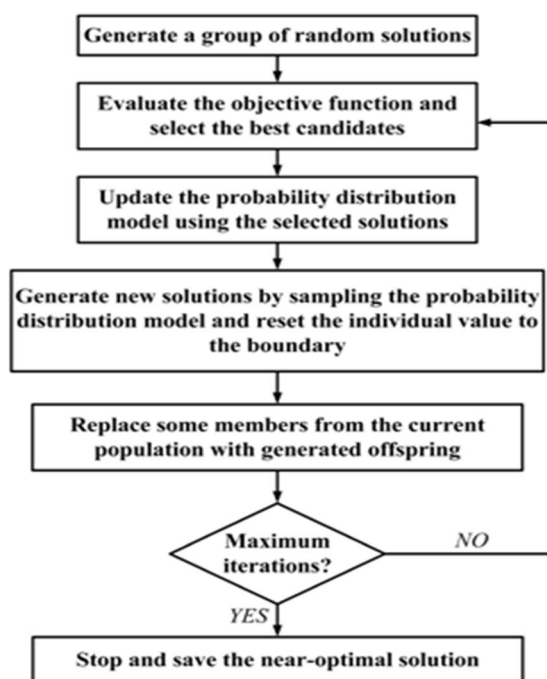 Generate a group of random solutions
Evaluate the objective function and
select the best candidates
Update the probability distribution
model using the selected solutions
Generate new solutions by sampling the probability
distribution model and reset the individual value to
the boundary
Replace some members from the current
population with generated offspring
Maximum
iterations?
NO
YES
Stop and save the near-optimal solution